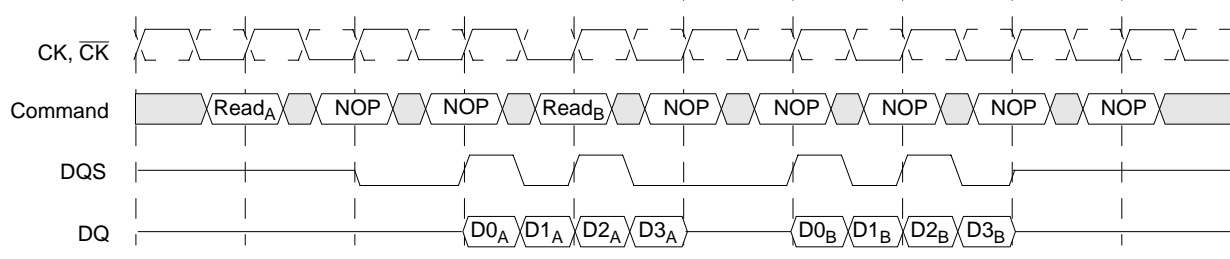 CK, CK
Command Read_A NOP NOP Read_B NOP NOP NOP NOP NOP
DQS
DQ D0_A D1_A D2_A D3_A D0_B D1_B D2_B D3_B